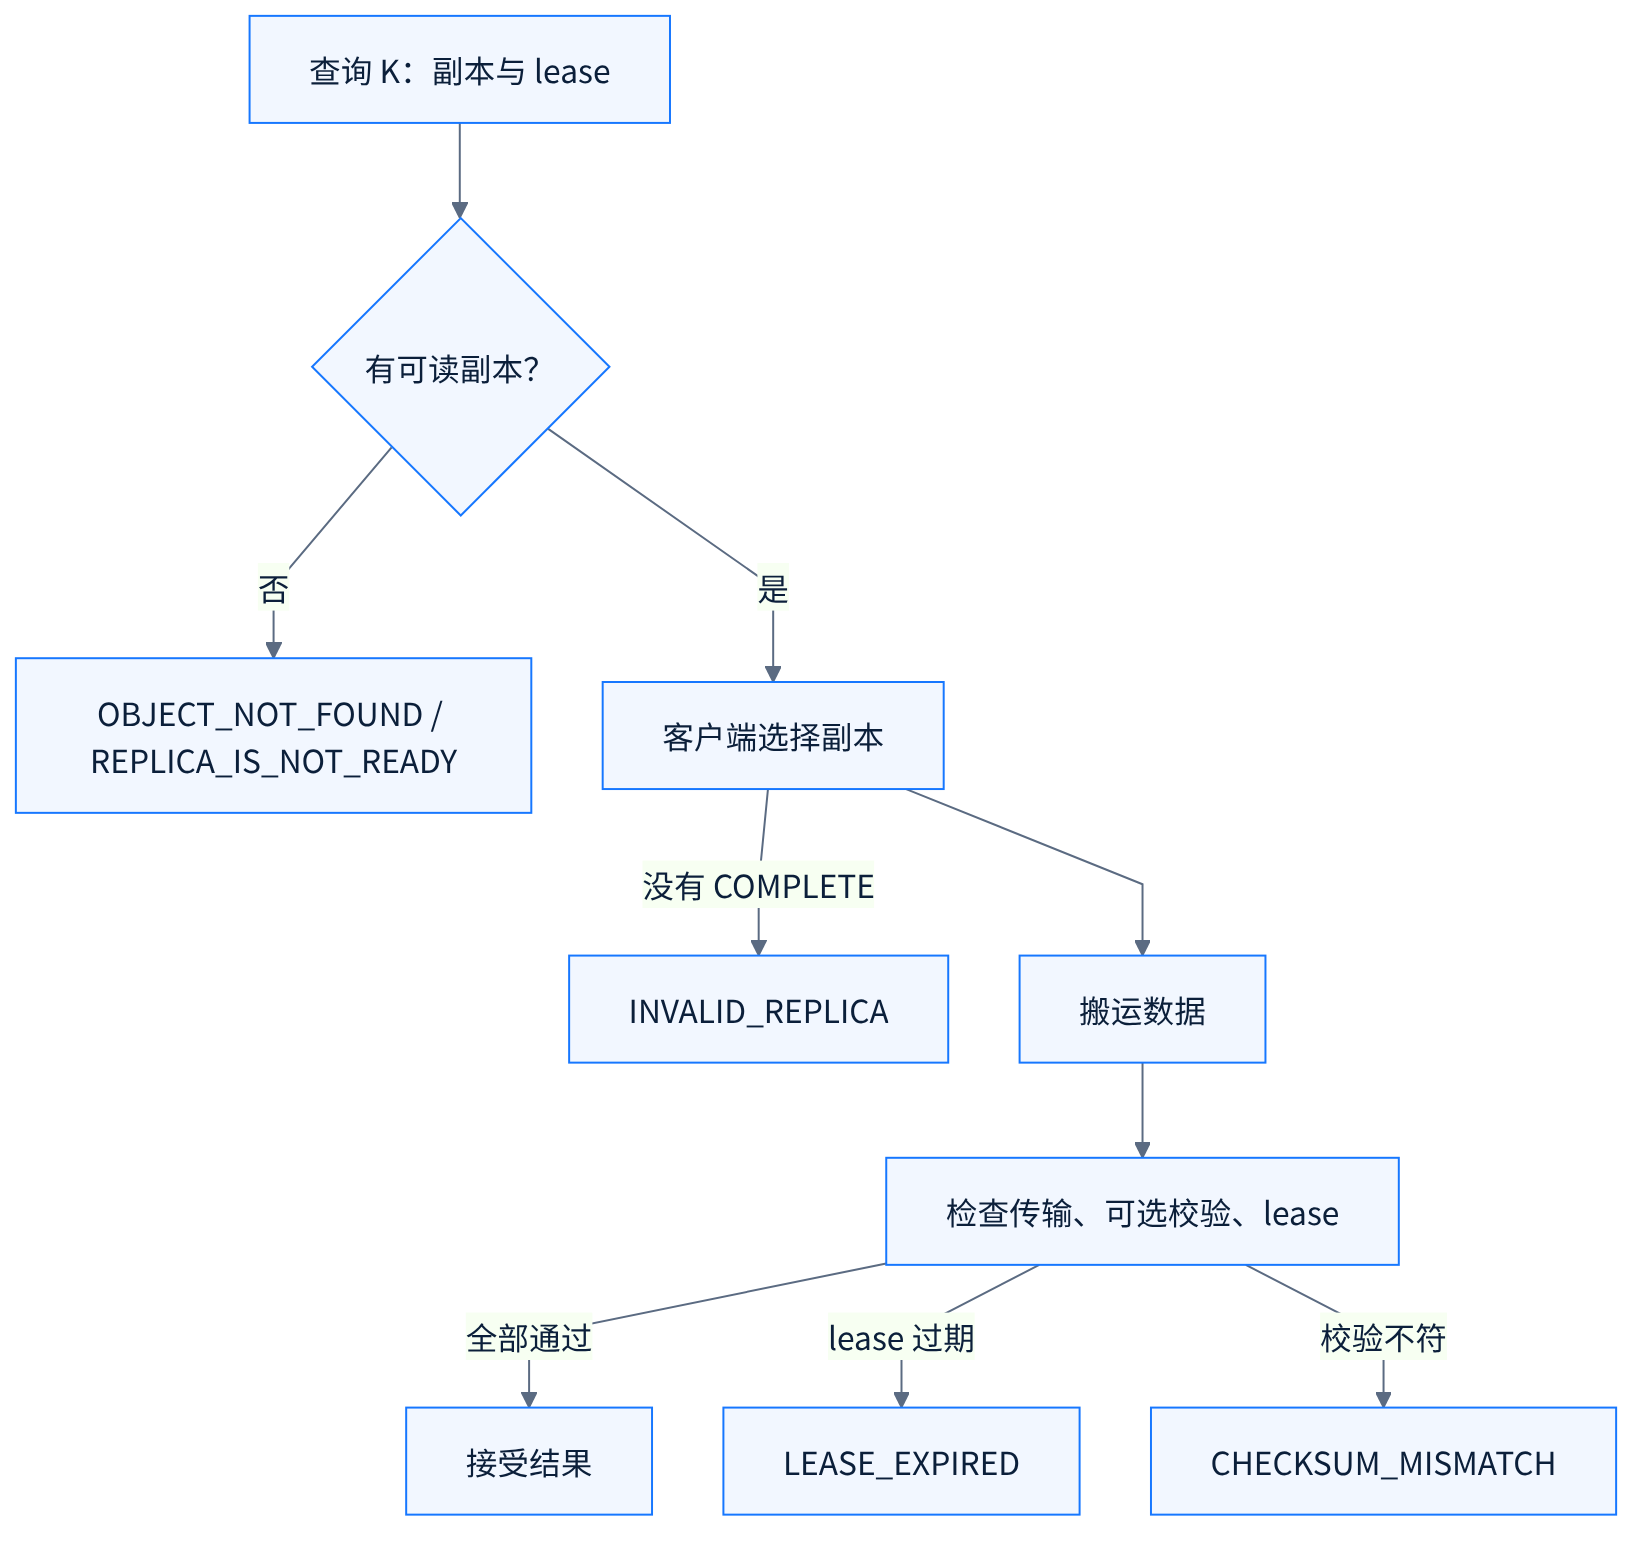 查询 K：副本与 lease
有可读副本？
否
是
OBJECT_NOT_FOUND /
REPLICA_IS_NOT_READY
客户端选择副本
没有 COMPLETE
INVALID_REPLICA
搬运数据
检查传输、可选校验、lease
全部通过
lease 过期
校验不符
接受结果
LEASE_EXPIRED
CHECKSUM_MISMATCH